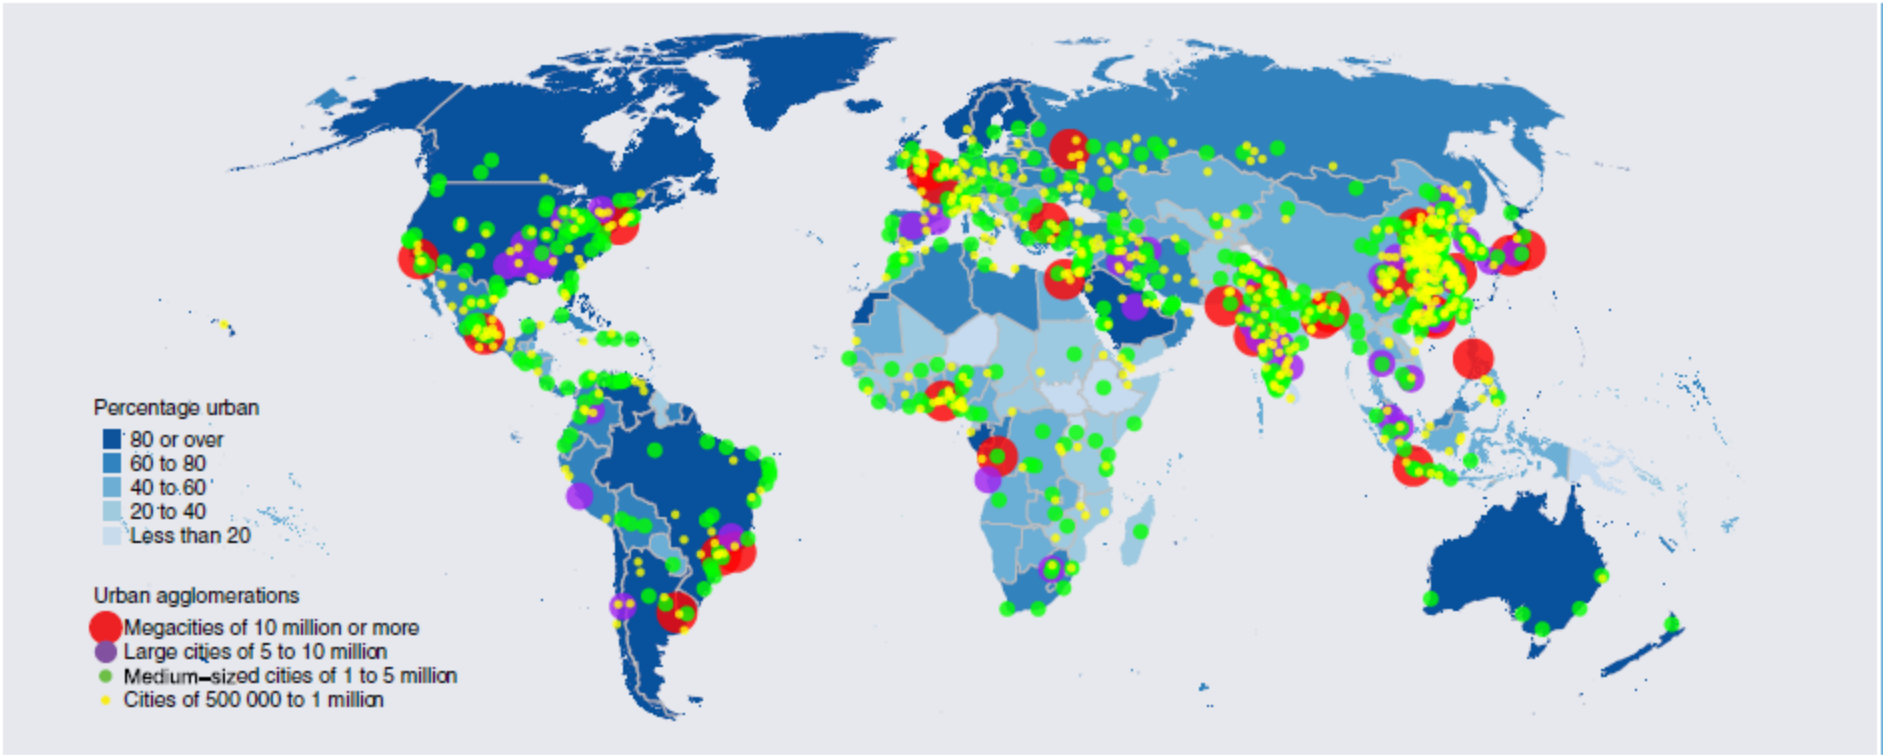 Percentage urban
80 or over
60 to 80
40 to 60
20 to 40
Less than 20
Urban agglomerations
Megacities of 10 million or more
Large cities of 5 to 10 million
Medium-sized cities of 1 to 5 million
Cities of 500 000 to 1 million